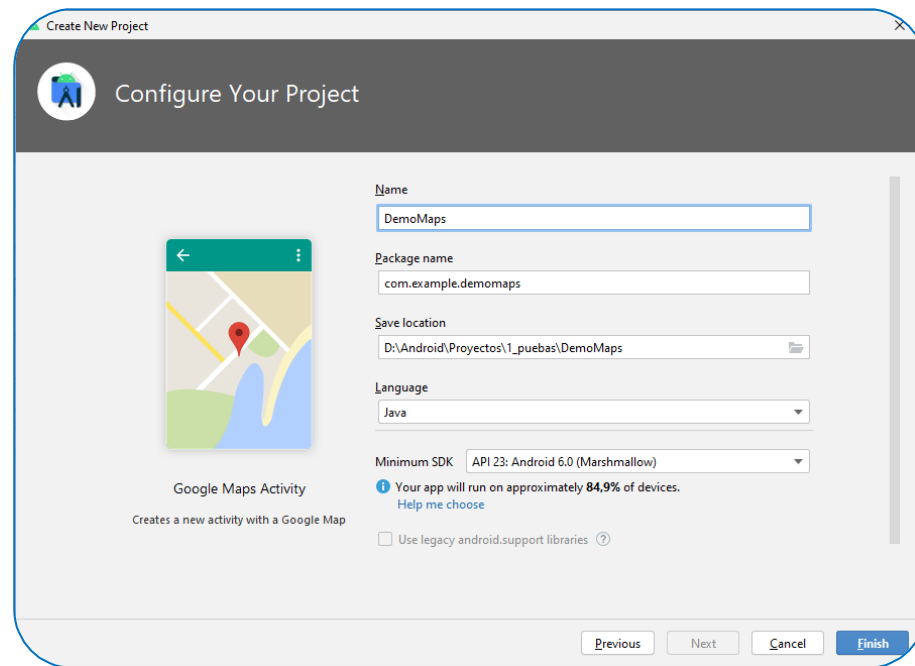 Create New Project
Configure Your Project
Name
DemoMaps
Package name
com.example.demomaps
Save location
D:\Android\Proyectos\1_puebas\DemoMaps
Language
Java
Minimum SDK API 23: Android 6.0 (Marshmallow)
Your app will run on approximately 84,9% of devices.
Help me choose
Use legacy android.support libraries ?
Google Maps Activity
Creates a new activity with a Google Map
Previous Next Cancel Finish